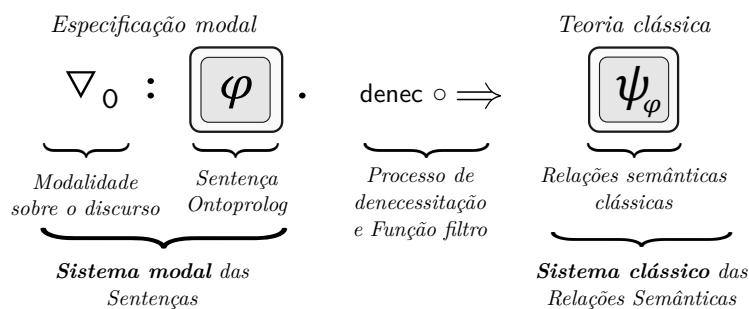 Especificação modal
Teoria clássica
∇₀ : φ . denec ∘ ⟹ ψ_φ
Modalidade
sobre o discurso
Sentença
Ontoprolog
Processo de
denecessitação
e Função filtro
Relações semânticas
clássicas
Sistema modal das
Sentenças
Sistema clássico das
Relações Semânticas